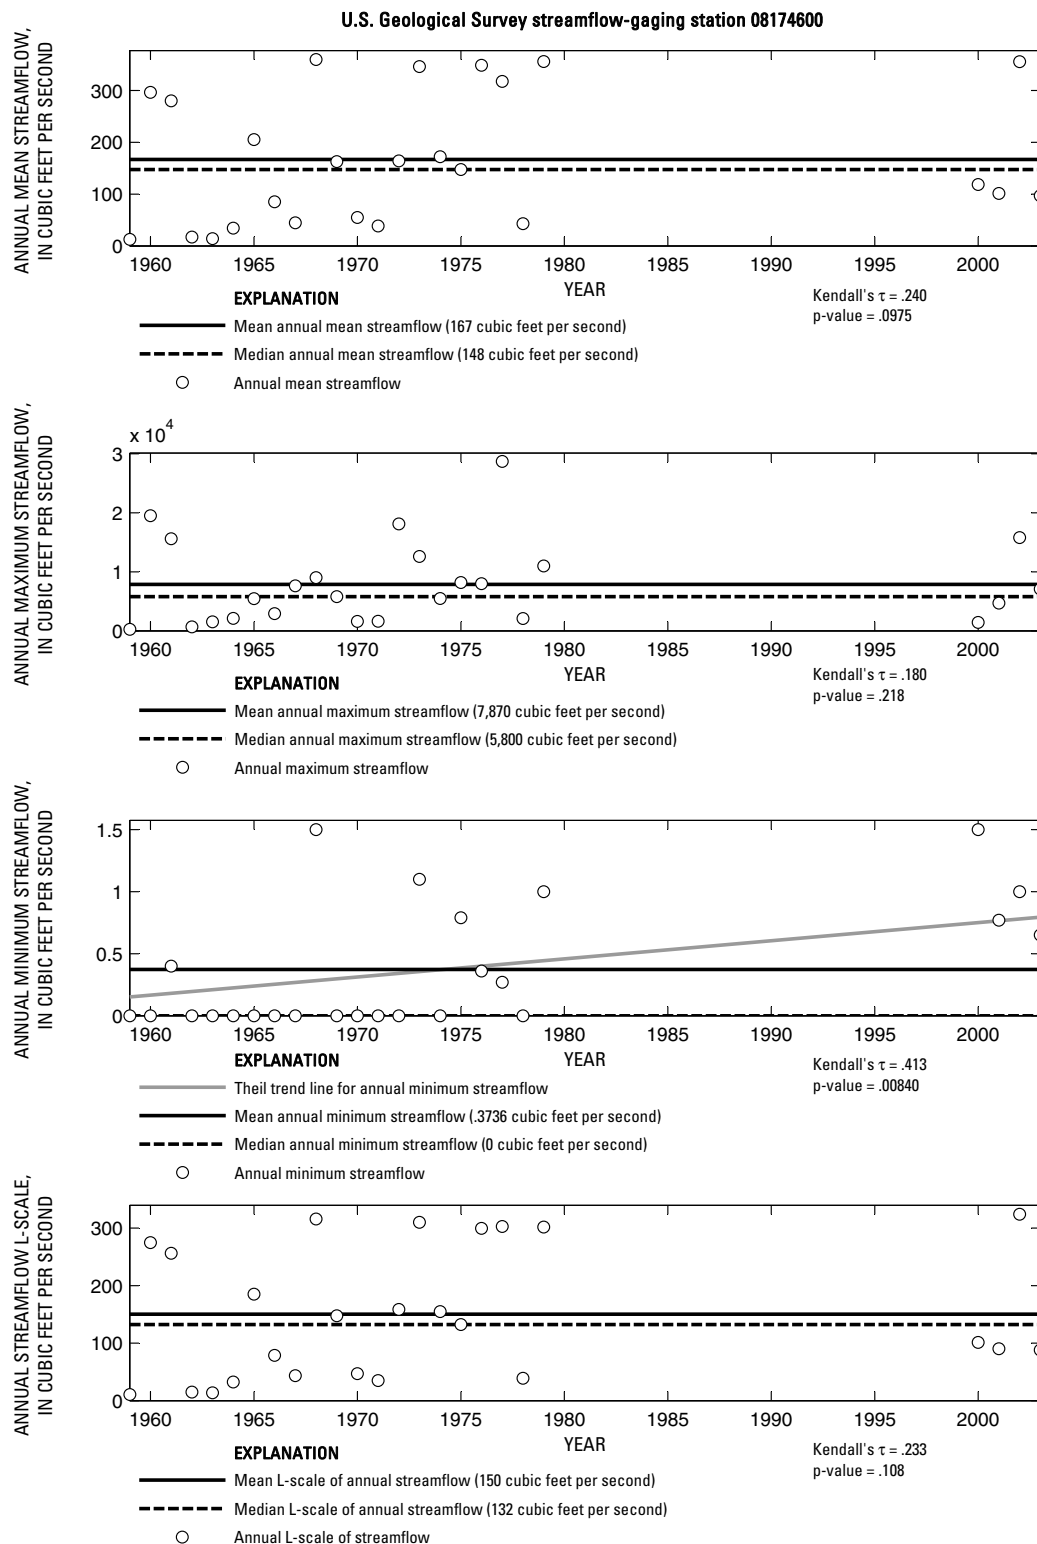 U.S. Geological Survey streamflow-gaging station 08174600
ANNUAL MEAN STREAMFLOW,
IN CUBIC FEET PER SECOND
300
200
100
0
1960 1965 1970 1975 1980 1985 1990 1995 2000
YEAR
EXPLANATION
Mean annual mean streamflow (167 cubic feet per second)
Median annual mean streamflow (148 cubic feet per second)
Annual mean streamflow
Kendall's τ = .240
p-value = .0975
ANNUAL MAXIMUM STREAMFLOW,
IN CUBIC FEET PER SECOND
x 10^4
3
2
1
0
1960 1965 1970 1975 1980 1985 1990 1995 2000
YEAR
EXPLANATION
Mean annual maximum streamflow (7,870 cubic feet per second)
Median annual maximum streamflow (5,800 cubic feet per second)
Annual maximum streamflow
Kendall's τ = .180
p-value = .218
ANNUAL MINIMUM STREAMFLOW,
IN CUBIC FEET PER SECOND
1.5
1
0.5
0
1960 1965 1970 1975 1980 1985 1990 1995 2000
YEAR
EXPLANATION
Theil trend line for annual minimum streamflow
Mean annual minimum streamflow (.3736 cubic feet per second)
Median annual minimum streamflow (0 cubic feet per second)
Annual minimum streamflow
Kendall's τ = .413
p-value = .00840
ANNUAL STREAMFLOW L-SCALE,
IN CUBIC FEET PER SECOND
300
200
100
0
1960 1965 1970 1975 1980 1985 1990 1995 2000
YEAR
EXPLANATION
Mean L-scale of annual streamflow (150 cubic feet per second)
Median L-scale of annual streamflow (132 cubic feet per second)
Annual L-scale of streamflow
Kendall's τ = .233
p-value = .108